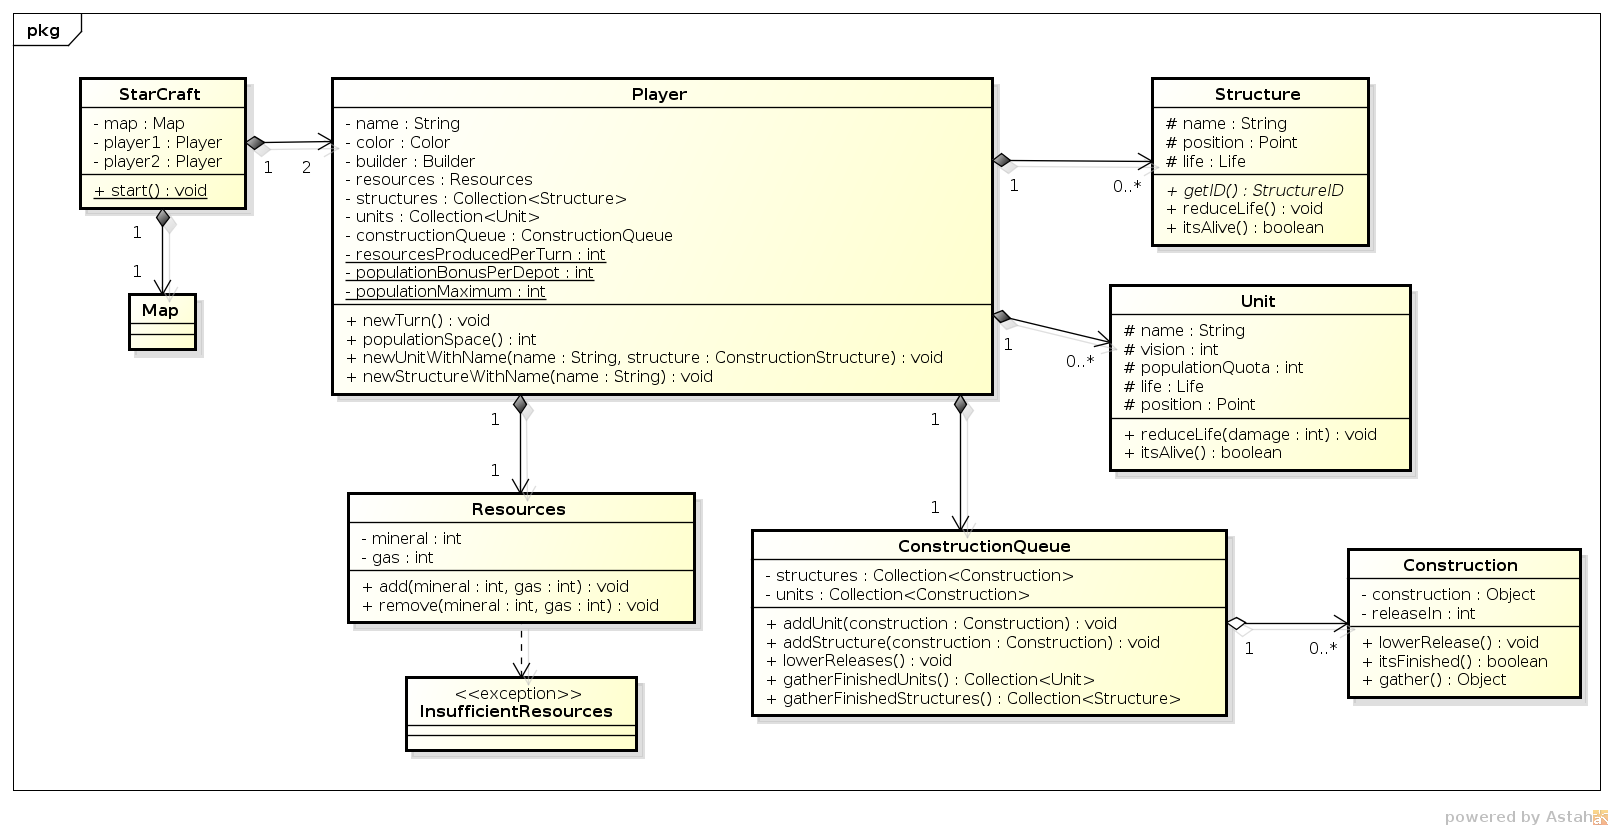 pkg
StarCraft
- map : Map
- player1 : Player
- player2 : Player
+ start() : void
1
2
1
1
Map
Player
- name : String
- color : Color
- builder : Builder
- resources : Resources
- structures : Collection<Structure>
- units : Collection<Unit>
- constructionQueue : ConstructionQueue
- resourcesProducedPerTurn : int
- populationBonusPerDepot : int
- populationMaximum : int
+ newTurn() : void
+ populationSpace() : int
+ newUnitWithName(name : String, structure : ConstructionStructure) : void
+ newStructureWithName(name : String) : void
1
0..*
Structure
# name : String
# position : Point
# life : Life
+ getID() : StructureID
+ reduceLife() : void
+ itsAlive() : boolean
1
0..*
Unit
# name : String
# vision : int
# populationQuota : int
# life : Life
# position : Point
+ reduceLife(damage : int) : void
+ itsAlive() : boolean
1
1
Resources
- mineral : int
- gas : int
+ add(mineral : int, gas : int) : void
+ remove(mineral : int, gas : int) : void
<<exception>>
InsufficientResources
1
1
ConstructionQueue
- structures : Collection<Construction>
- units : Collection<Construction>
+ addUnit(construction : Construction) : void
+ addStructure(construction : Construction) : void
+ lowerReleases() : void
+ gatherFinishedUnits() : Collection<Unit>
+ gatherFinishedStructures() : Collection<Structure>
1
0..*
Construction
- construction : Object
- releaseIn : int
+ lowerRelease() : void
+ itsFinished() : boolean
+ gather() : Object
powered by Astah